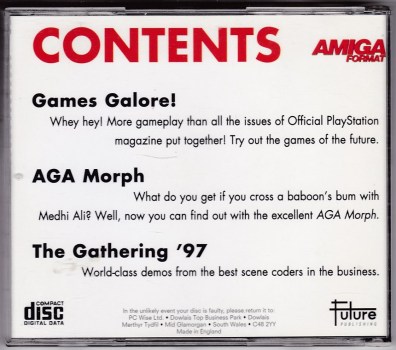 CONTENTS
AMIGA
FORMAT
Games Galore!
Whey hey! More gameplay than all the issues of Official PlayStation
magazine put together! Try out the games of the future.
AGA Morph
What do you get if you cross a baboon's bum with
Medhi Ali? Well, now you can find out with the excellent AGA Morph.
The Gathering '97
World-class demos from the best scene coders in the business.
COMPACT
disc
DIGITAL DATA
In the unlikely event your disc is faulty, please return it to:
PC Wise Ltd. • Dowlais Top Business Park • Dowlais
Merthyr Tydfil • Mid Glamorgan • South Wales • C48 2YY
Made in England
Future
PUBLISHING